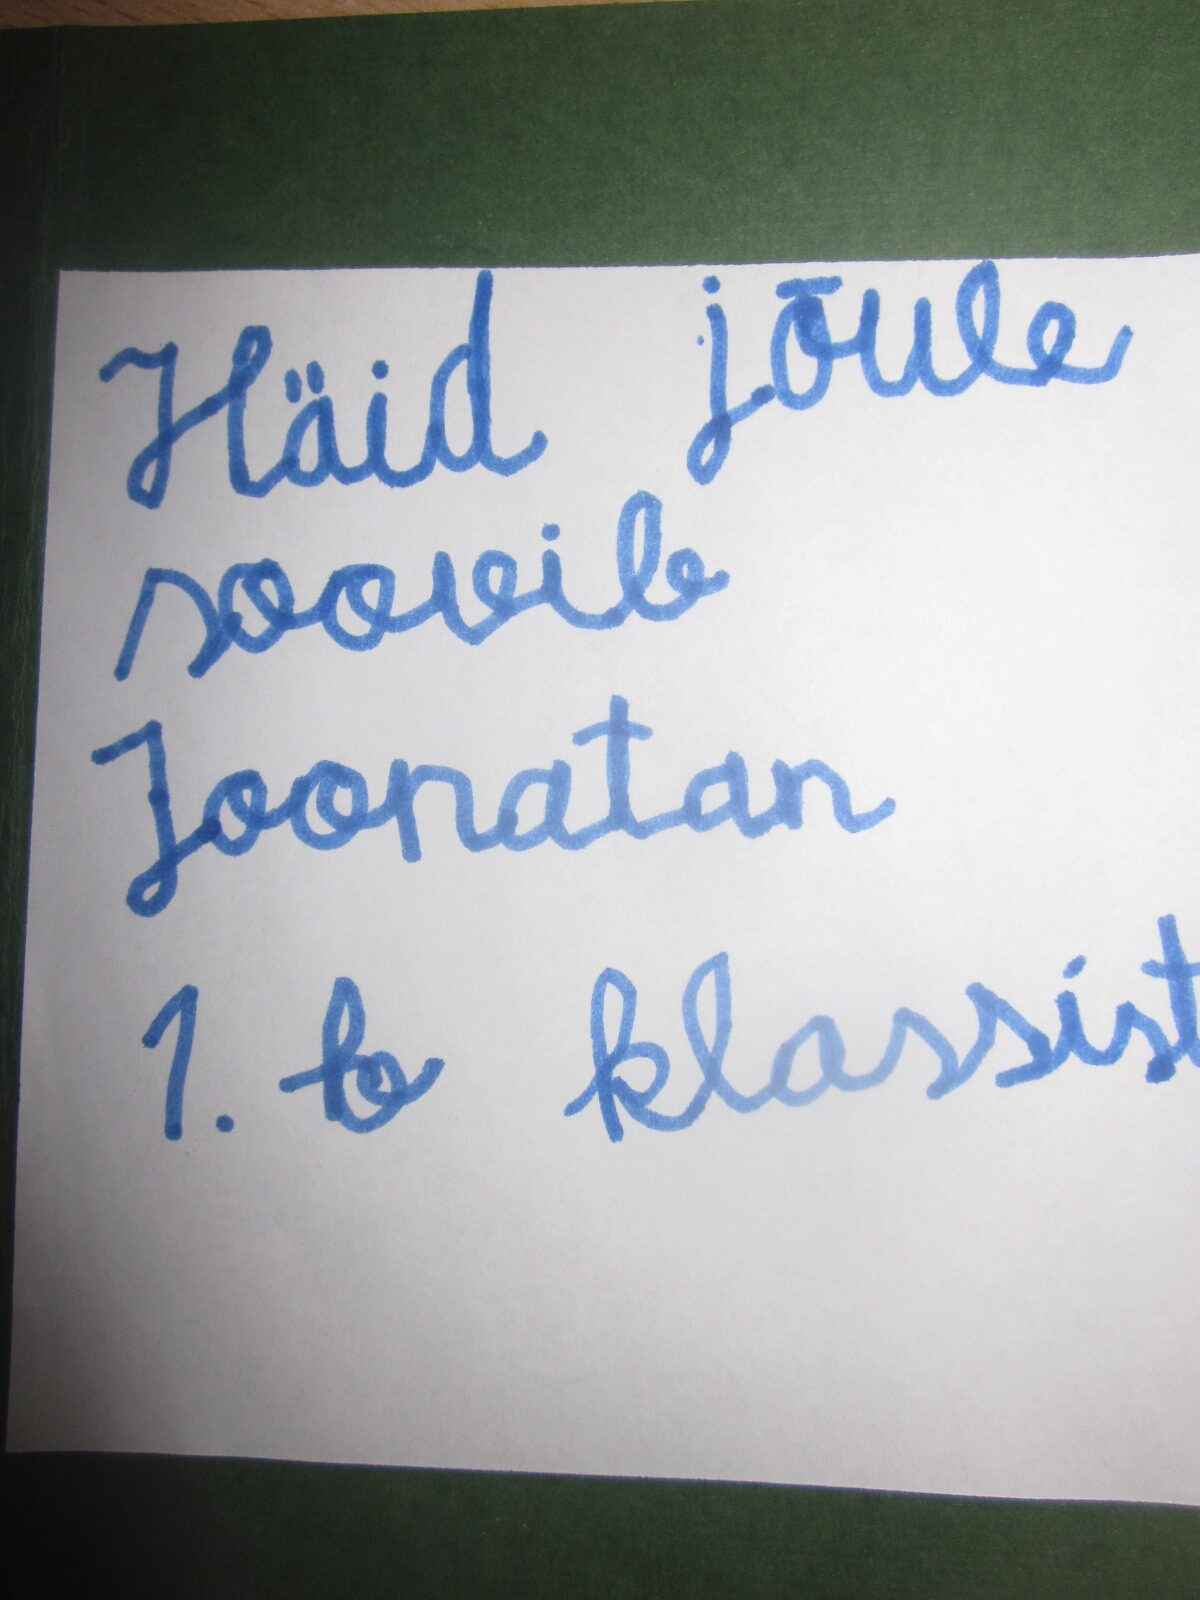 Häid jõule
soovib
Joonatan
1. b klassist